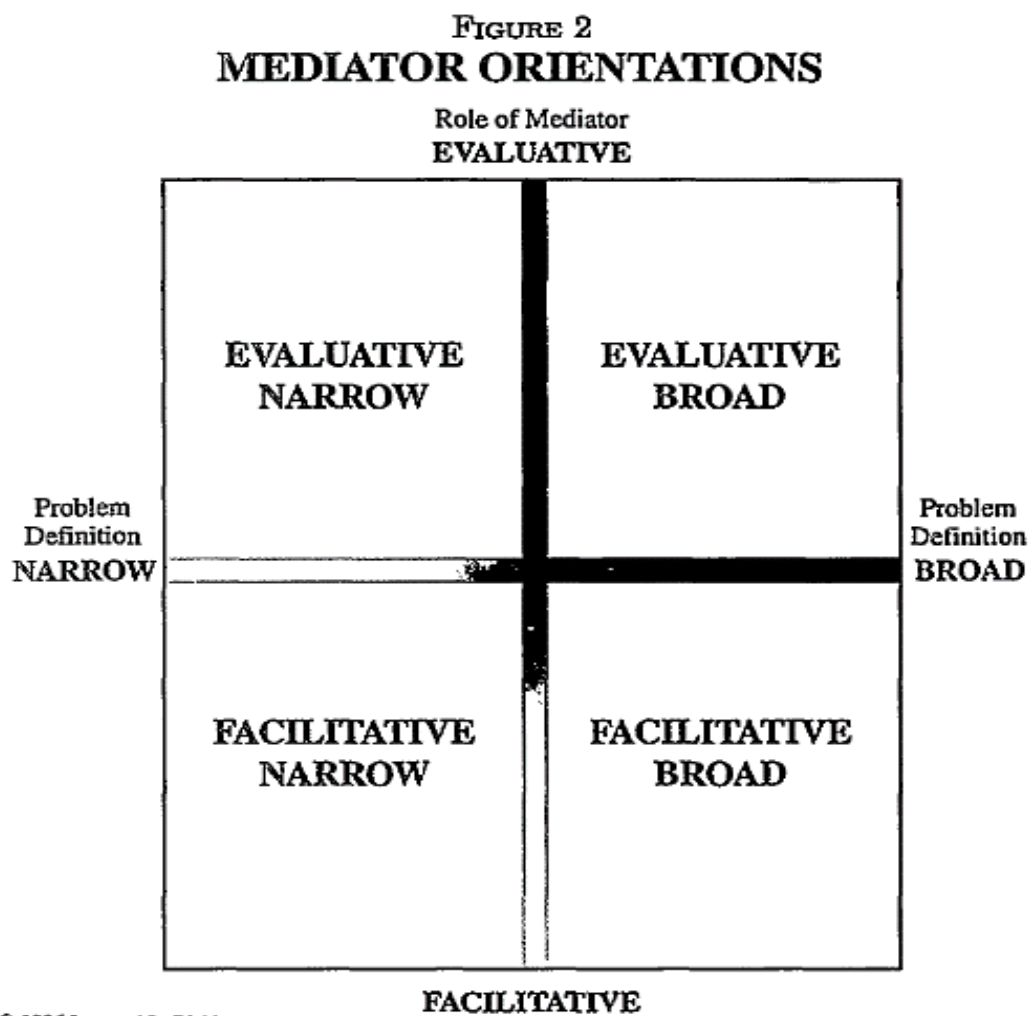 FIGURE 2
MEDIATOR ORIENTATIONS
Role of Mediator
EVALUATIVE
EVALUATIVE
NARROW
EVALUATIVE
BROAD
Problem
Definition
NARROW
Problem
Definition
BROAD
FACILITATIVE
NARROW
FACILITATIVE
BROAD
FACILITATIVE